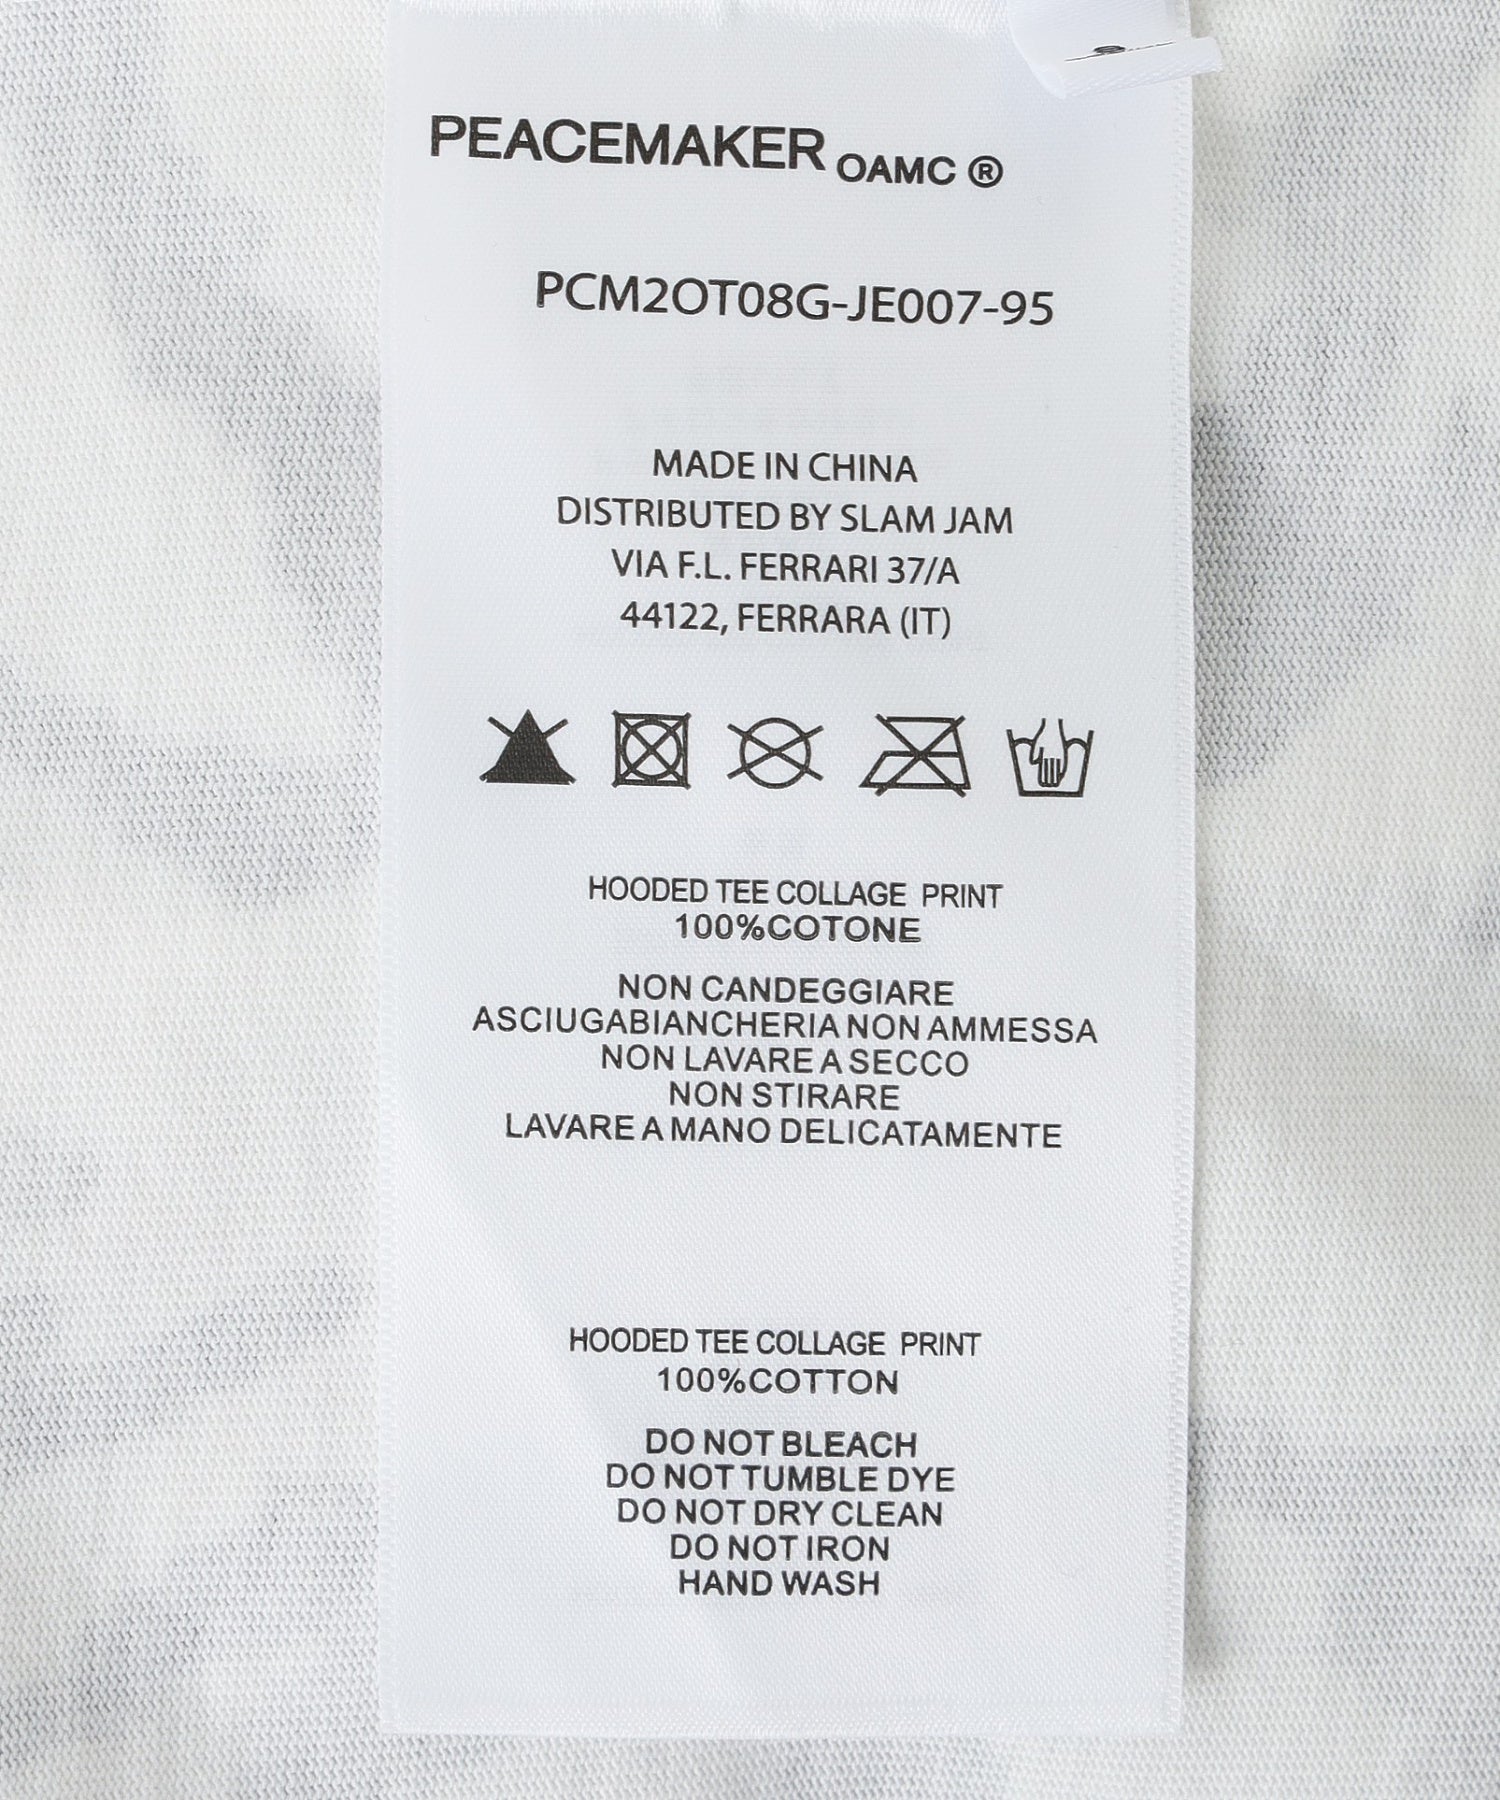 PEACEMAKER OAMC ®
PCM2OT08G-JE007-95
MADE IN CHINA
DISTRIBUTED BY SLAM JAM
VIA F.L. FERRARI 37/A
44122, FERRARA (IT)
HOODED TEE COLLAGE PRINT
100%COTONE
NON CANDEGGIARE
ASCIUGABIANCHERIA NON AMMESSA
NON LAVARE A SECCO
NON STIRARE
LAVARE A MANO DELICATAMENTE
HOODED TEE COLLAGE PRINT
100%COTTON
DO NOT BLEACH
DO NOT TUMBLE DYE
DO NOT DRY CLEAN
DO NOT IRON
HAND WASH